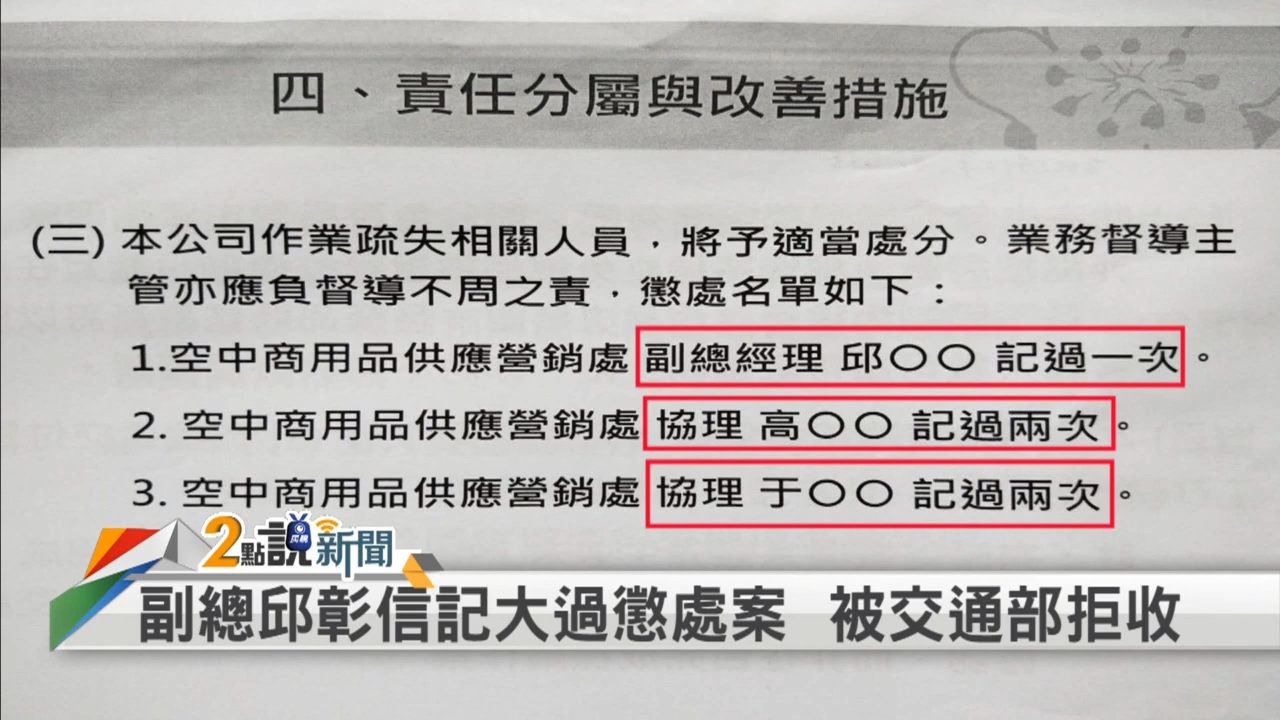 四、責任分屬與改善措施
(三) 本公司作業疏失相關人員，將予適當處分。業務督導主
管亦應負督導不周之責，懲處名單如下：
1.空中商用品供應營銷處 副總經理 邱〇〇 記過一次。
2. 空中商用品供應營銷處 協理 高〇〇 記過兩次。
3. 空中商用品供應營銷處 協理 于〇〇 記過兩次。
2點說新聞
民視
副總邱彰信記大過懲處案 被交通部拒收